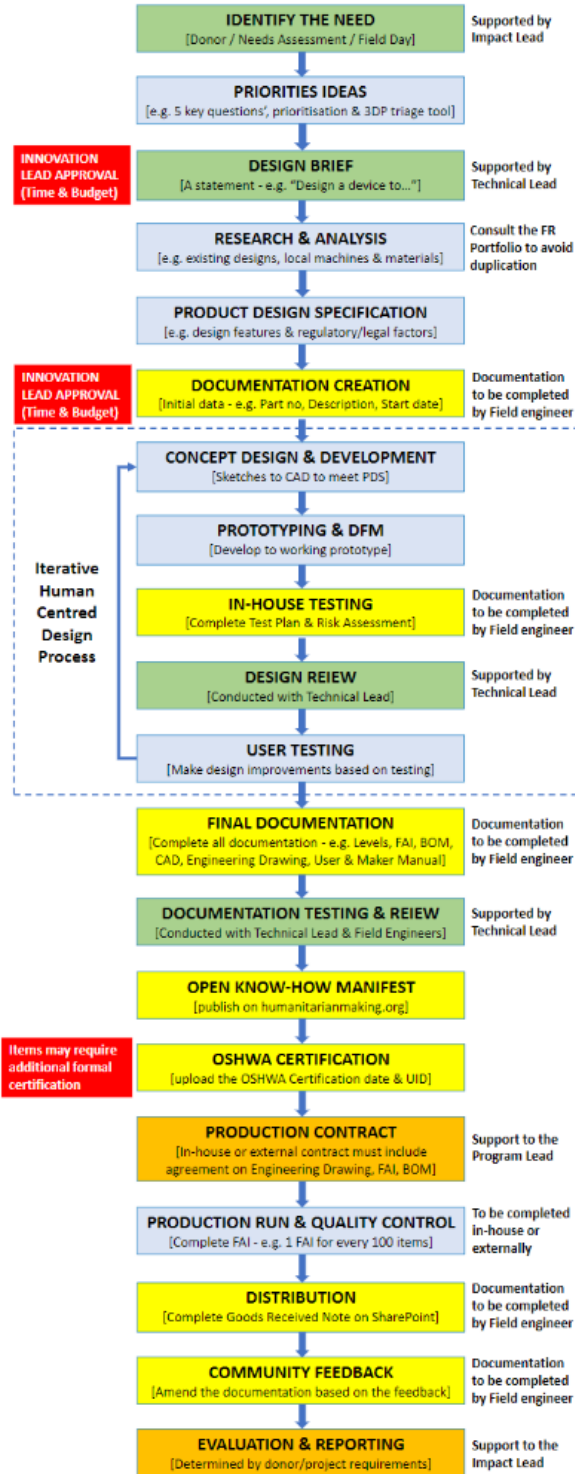 IDENTIFY THE NEED
[Donor / Needs Assessment / Field Day]
Supported by
Impact Lead
PRIORITIES IDEAS
[e.g. 5 key questions', prioritisation & 3DP triage tool]
INNOVATION
LEAD APPROVAL
(Time & Budget)
DESIGN BRIEF
[A statement - e.g. "Design a device to..."]
Supported by
Technical Lead
RESEARCH & ANALYSIS
[e.g. existing designs, local machines & materials]
Consult the FR
Portfolio to avoid
duplication
PRODUCT DESIGN SPECIFICATION
[e.g. design features & regulatory/legal factors]
INNOVATION
LEAD APPROVAL
(Time & Budget)
DOCUMENTATION CREATION
[Initial data - e.g. Part no, Description, Start date]
Documentation
to be completed
by Field engineer
Iterative
Human
Centred
Design
Process
CONCEPT DESIGN & DEVELOPMENT
[Sketches to CAD to meet PDS]
PROTOTYPING & DFM
[Develop to working prototype]
IN-HOUSE TESTING
[Complete Test Plan & Risk Assessment]
Documentation
to be completed
by Field engineer
DESIGN REIEW
[Conducted with Technical Lead]
Supported by
Technical Lead
USER TESTING
[Make design improvements based on testing]
FINAL DOCUMENTATION
[Complete all documentation - e.g. Levels, FAI, BOM,
CAD, Engineering Drawing, User & Maker Manual]
Documentation
to be completed
by Field engineer
DOCUMENTATION TESTING & REIEW
[Conducted with Technical Lead & Field Engineers]
Supported by
Technical Lead
OPEN KNOW-HOW MANIFEST
[publish on humanitarianmaking.org]
Items may require
additional formal
certification
OSHWA CERTIFICATION
[upload the OSHWA Certification date & UID]
PRODUCTION CONTRACT
[In-house or external contract must include
agreement on Engineering Drawing, FAI, BOM]
Support to the
Program Lead
PRODUCTION RUN & QUALITY CONTROL
[Complete FAI - e.g. 1 FAI for every 100 items]
To be completed
in-house or
externally
DISTRIBUTION
[Complete Goods Received Note on SharePoint]
Documentation
to be completed
by Field engineer
COMMUNITY FEEDBACK
[Amend the documentation based on the feedback]
Documentation
to be completed
by Field engineer
EVALUATION & REPORTING
[Determined by donor/project requirements]
Support to the
Impact Lead